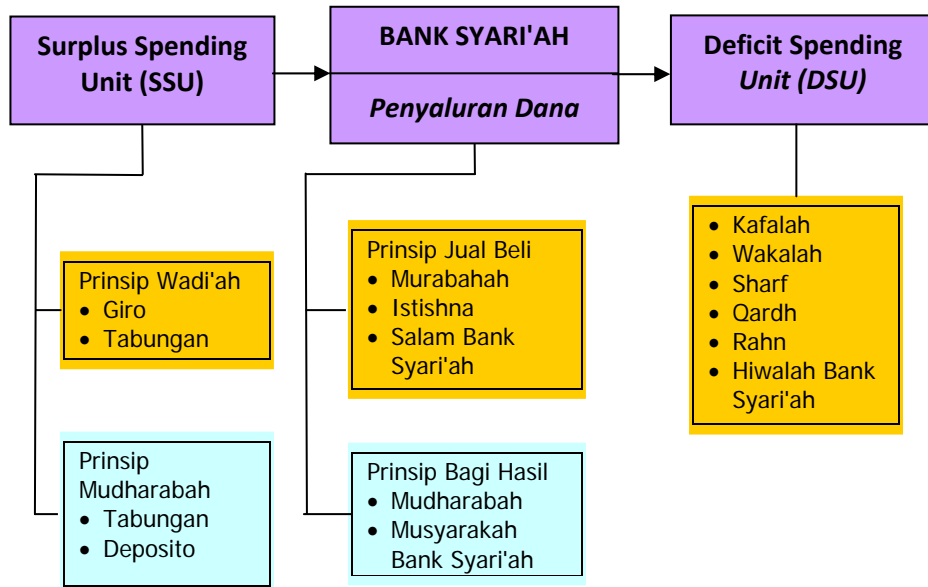 Surplus Spending
Unit (SSU)
BANK SYARI'AH
Penyaluran Dana
Deficit Spending
Unit (DSU)
Prinsip Wadi'ah
• Giro
• Tabungan
Prinsip
Mudharabah
• Tabungan
• Deposito
Prinsip Jual Beli
• Murabahah
• Istishna
• Salam Bank
Syari'ah
Prinsip Bagi Hasil
• Mudharabah
• Musyarakah
Bank Syari'ah
• Kafalah
• Wakalah
• Sharf
• Qardh
• Rahn
• Hiwalah Bank
Syari'ah